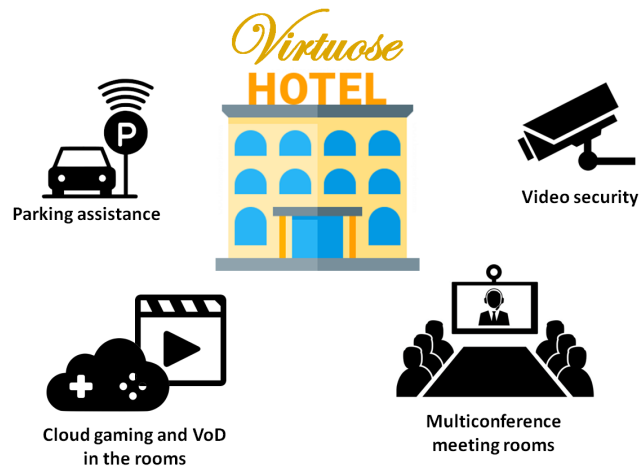 Virtuose
HOTEL
P
Parking assistance
Video security
Cloud gaming and VoD
in the rooms
Multiconference
meeting rooms